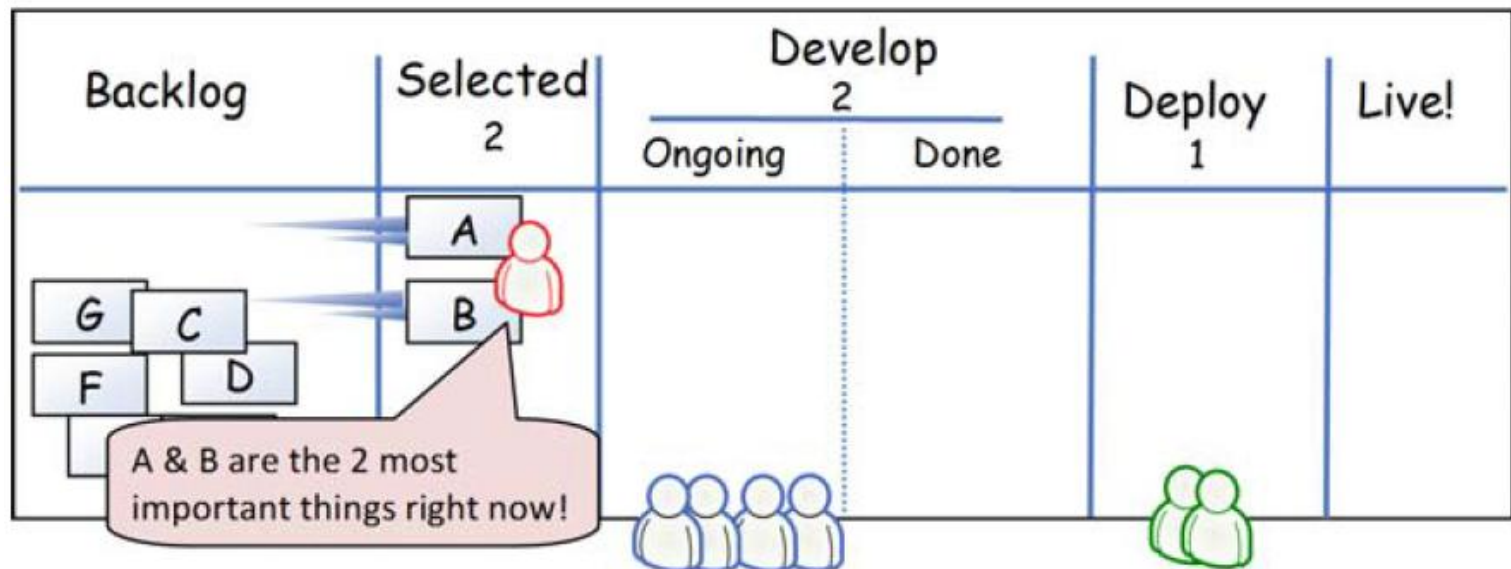 Backlog
Selected
2
Develop
2
Ongoing
Done
Deploy
1
Live!
A
B
G
C
F
D
A & B are the 2 most
important things right now!